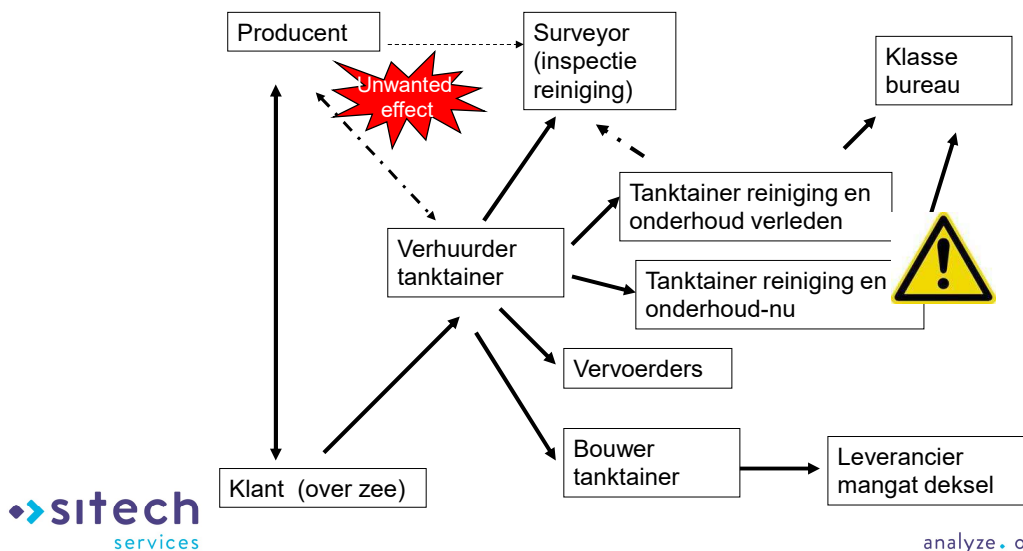 Producent
Surveyor
(inspectie
reiniging)
Klasse
bureau
Unwanted
effect
Tanktainer reiniging en
onderhoud verleden
Verhuurder
tanktainer
Tanktainer reiniging en
onderhoud-nu
Vervoerders
Bouwer
tanktainer
Leverancier
mangat deksel
Klant (over zee)
sitech
services
analyze. o